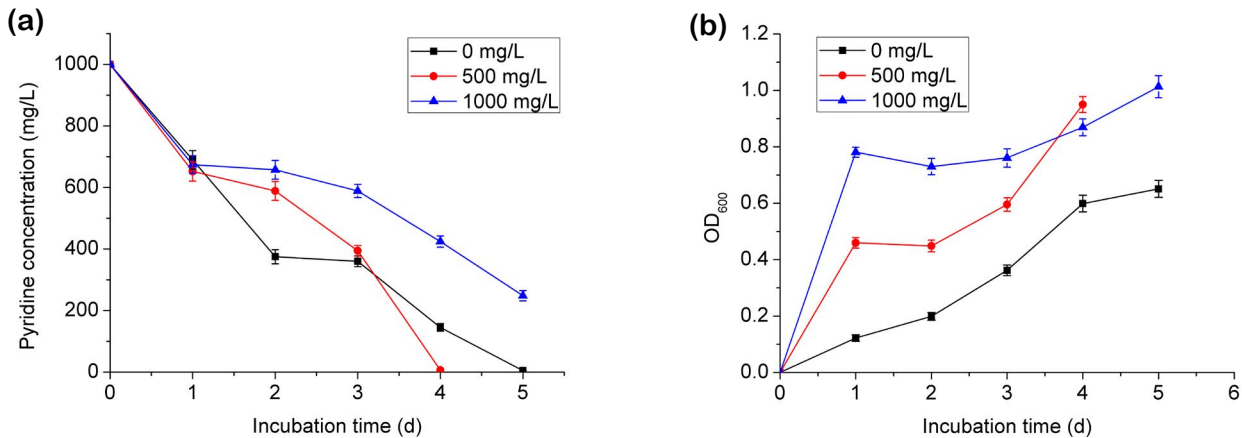 (a)
Pyridine concentration (mg/L)
1000
800
600
400
200
0
0 mg/L
500 mg/L
1000 mg/L
0 1 2 3 4 5
Incubation time (d)
(b)
OD600
1.2
1.0
0.8
0.6
0.4
0.2
0.0
0 mg/L
500 mg/L
1000 mg/L
0 1 2 3 4 5 6
Incubation time (d)